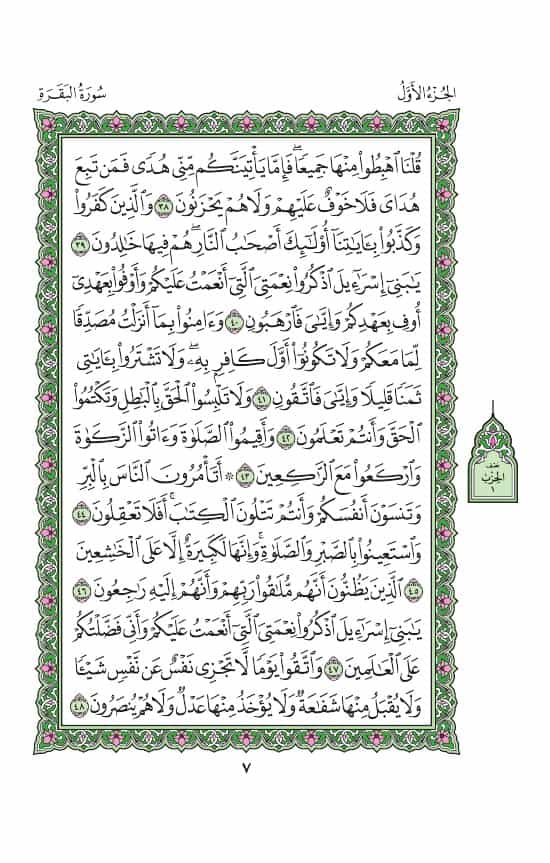 الجُزْءُ الأَوَّلُ
سُورَةُ البَقَرَةِ
قُلْنَا ٱهْبِطُوا۟ مِنْهَا جَمِيعًۭا ۖ فَإِمَّا يَأْتِيَنَّكُم مِّنِّى هُدًۭى فَمَن تَبِعَ
هُدَاىَ فَلَا خَوْفٌ عَلَيْهِمْ وَلَا هُمْ يَحْزَنُونَ ٣٨ وَٱلَّذِينَ كَفَرُوا۟
وَكَذَّبُوا۟ بِـَٔايَـٰتِنَآ أُو۟لَـٰٓئِكَ أَصْحَـٰبُ ٱلنَّارِ ۖ هُمْ فِيهَا خَـٰلِدُونَ ٣٩
يَـٰبَنِىٓ إِسْرَٰٓءِيلَ ٱذْكُرُوا۟ نِعْمَتِىَ ٱلَّتِىٓ أَنْعَمْتُ عَلَيْكُمْ وَأَوْفُوا۟ بِعَهْدِىٓ
أُوفِ بِعَهْدِكُمْ وَإِيَّـٰىَ فَٱرْهَبُونِ ٤٠ وَءَامِنُوا۟ بِمَآ أَنزَلْتُ مُصَدِّقًۭا
لِّمَا مَعَكُمْ وَلَا تَكُونُوٓا۟ أَوَّلَ كَافِرٍۭ بِهِۦ ۖ وَلَا تَشْتَرُوا۟ بِـَٔايَـٰتِى
ثَمَنًۭا قَلِيلًۭا وَإِيَّـٰىَ فَٱتَّقُونِ ٤١ وَلَا تَلْبِسُوا۟ ٱلْحَقَّ بِٱلْبَـٰطِلِ وَتَكْتُمُوا۟
ٱلْحَقَّ وَأَنتُمْ تَعْلَمُونَ ٤٢ وَأَقِيمُوا۟ ٱلصَّلَوٰةَ وَءَاتُوا۟ ٱلزَّكَوٰةَ
وَٱرْكَعُوا۟ مَعَ ٱلرَّٰكِعِينَ ٤٣ ۞ أَتَأْمُرُونَ ٱلنَّاسَ بِٱلْبِرِّ
وَتَنسَوْنَ أَنفُسَكُمْ وَأَنتُمْ تَتْلُونَ ٱلْكِتَـٰبَ ۚ أَفَلَا تَعْقِلُونَ ٤٤
وَٱسْتَعِينُوا۟ بِٱلصَّبْرِ وَٱلصَّلَوٰةِ ۚ وَإِنَّهَا لَكَبِيرَةٌ إِلَّا عَلَى ٱلْخَـٰشِعِينَ
٤٥ ٱلَّذِينَ يَظُنُّونَ أَنَّهُم مُّلَـٰقُوا۟ رَبِّهِمْ وَأَنَّهُمْ إِلَيْهِ رَٰجِعُونَ ٤٦
يَـٰبَنِىٓ إِسْرَٰٓءِيلَ ٱذْكُرُوا۟ نِعْمَتِىَ ٱلَّتِىٓ أَنْعَمْتُ عَلَيْكُمْ وَأَنِّى فَضَّلْتُكُمْ
عَلَى ٱلْعَـٰلَمِينَ ٤٧ وَٱتَّقُوا۟ يَوْمًۭا لَّا تَجْزِى نَفْسٌ عَن نَّفْسٍۢ شَيْـًۭٔا
وَلَا يُقْبَلُ مِنْهَا شَفَـٰعَةٌۭ وَلَا يُؤْخَذُ مِنْهَا عَدْلٌۭ وَلَا هُمْ يُنصَرُونَ ٤٨
نصف
الحزب
١
٧